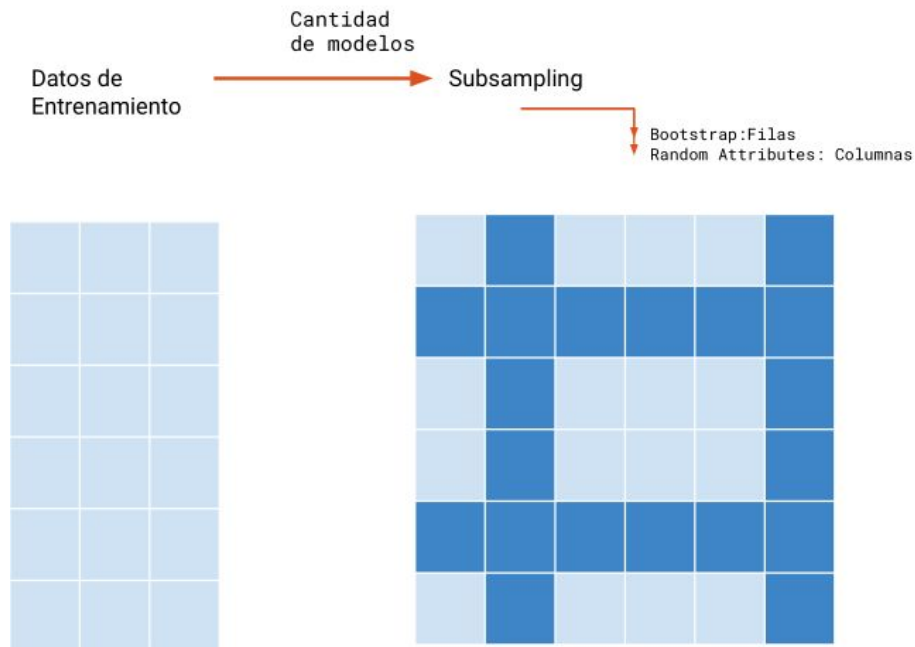 Cantidad
de modelos
Datos de
Entrenamiento
Subsampling
Bootstrap:Filas
Random Attributes: Columnas